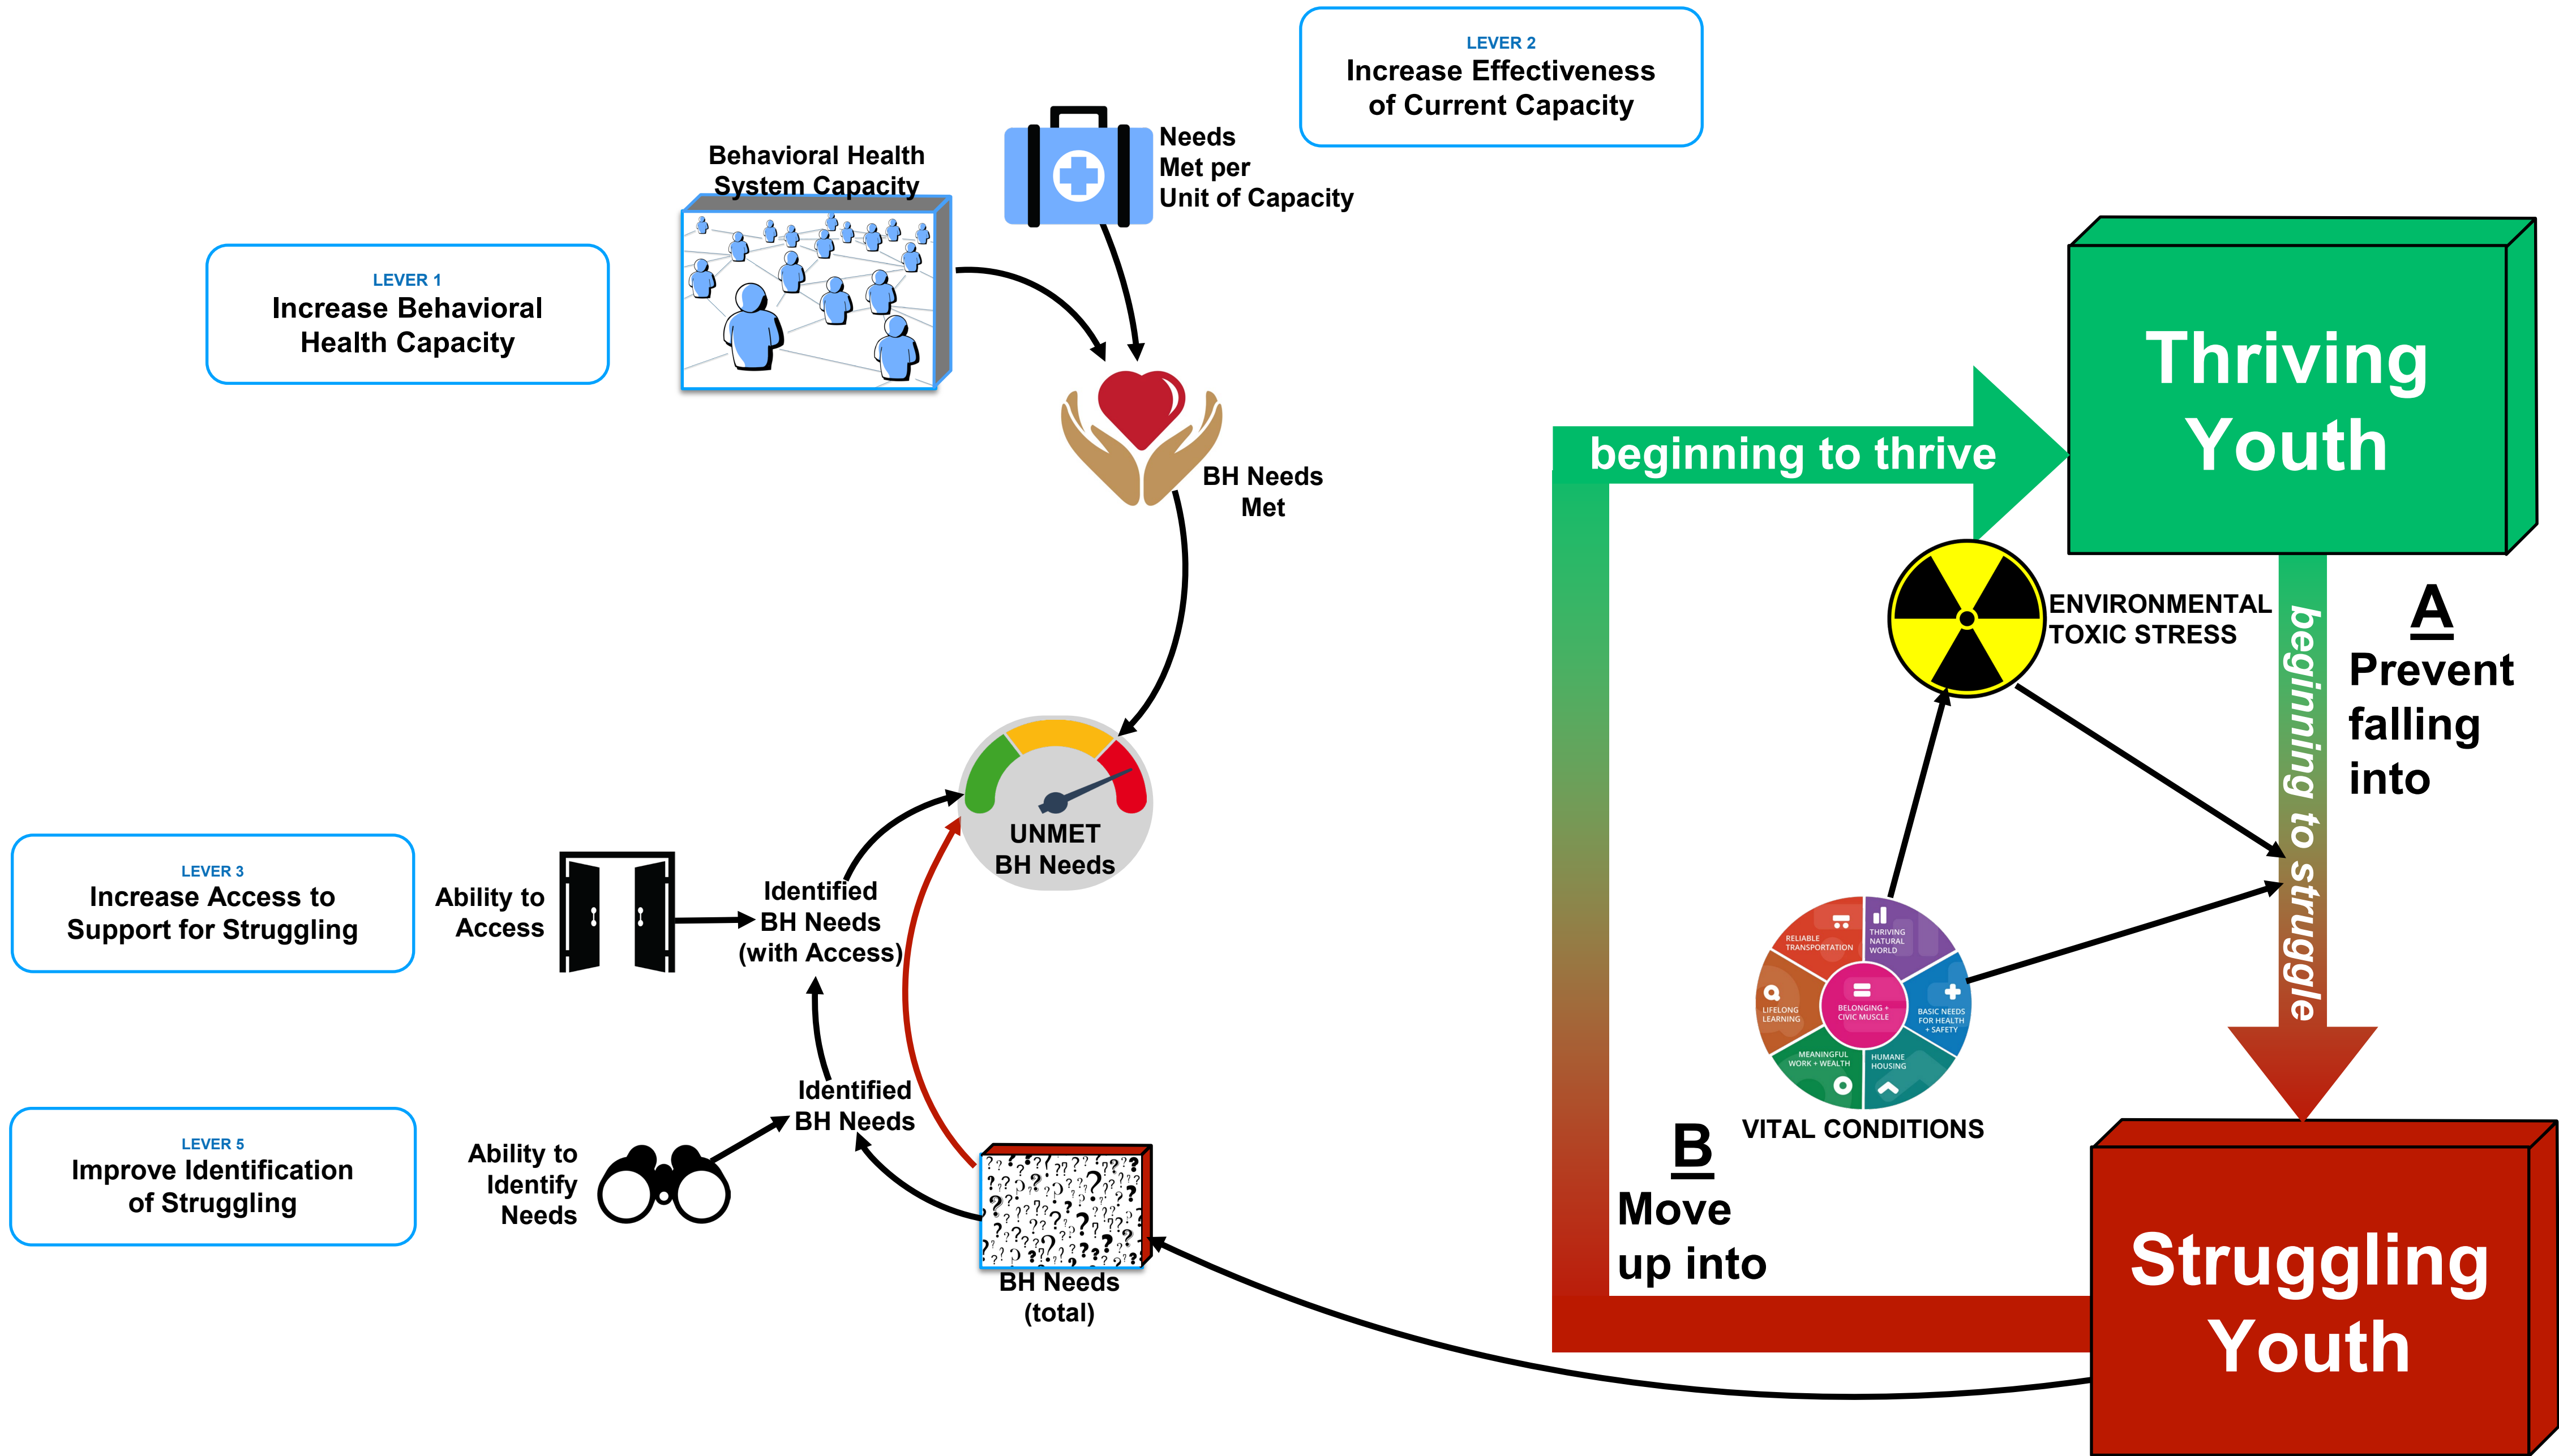 LEVER 2
Increase Effectiveness
of Current Capacity
Needs
Met per
Unit of Capacity
Behavioral Health
System Capacity
LEVER 1
Increase Behavioral
Health Capacity
BH Needs
Met
Thriving
Youth
beginning to thrive
ENVIRONMENTAL
TOXIC STRESS
beginning to struggle
A
Prevent
falling
into
UNMET
BH Needs
LEVER 3
Increase Access to
Support for Struggling
Ability to
Access
Identified
BH Needs
(with Access)
RELIABLE
TRANSPORTATION
THRIVING
NATURAL
WORLD
LIFELONG
LEARNING
BELONGING +
CIVIC MUSCLE
BASIC NEEDS
FOR HEALTH
+ SAFETY
MEANINGFUL
WORK + WEALTH
HUMANE
HOUSING
VITAL CONDITIONS
LEVER 5
Improve Identification
of Struggling
Ability to
Identify
Needs
Identified
BH Needs
BH Needs
(total)
B
Move
up into
Struggling
Youth